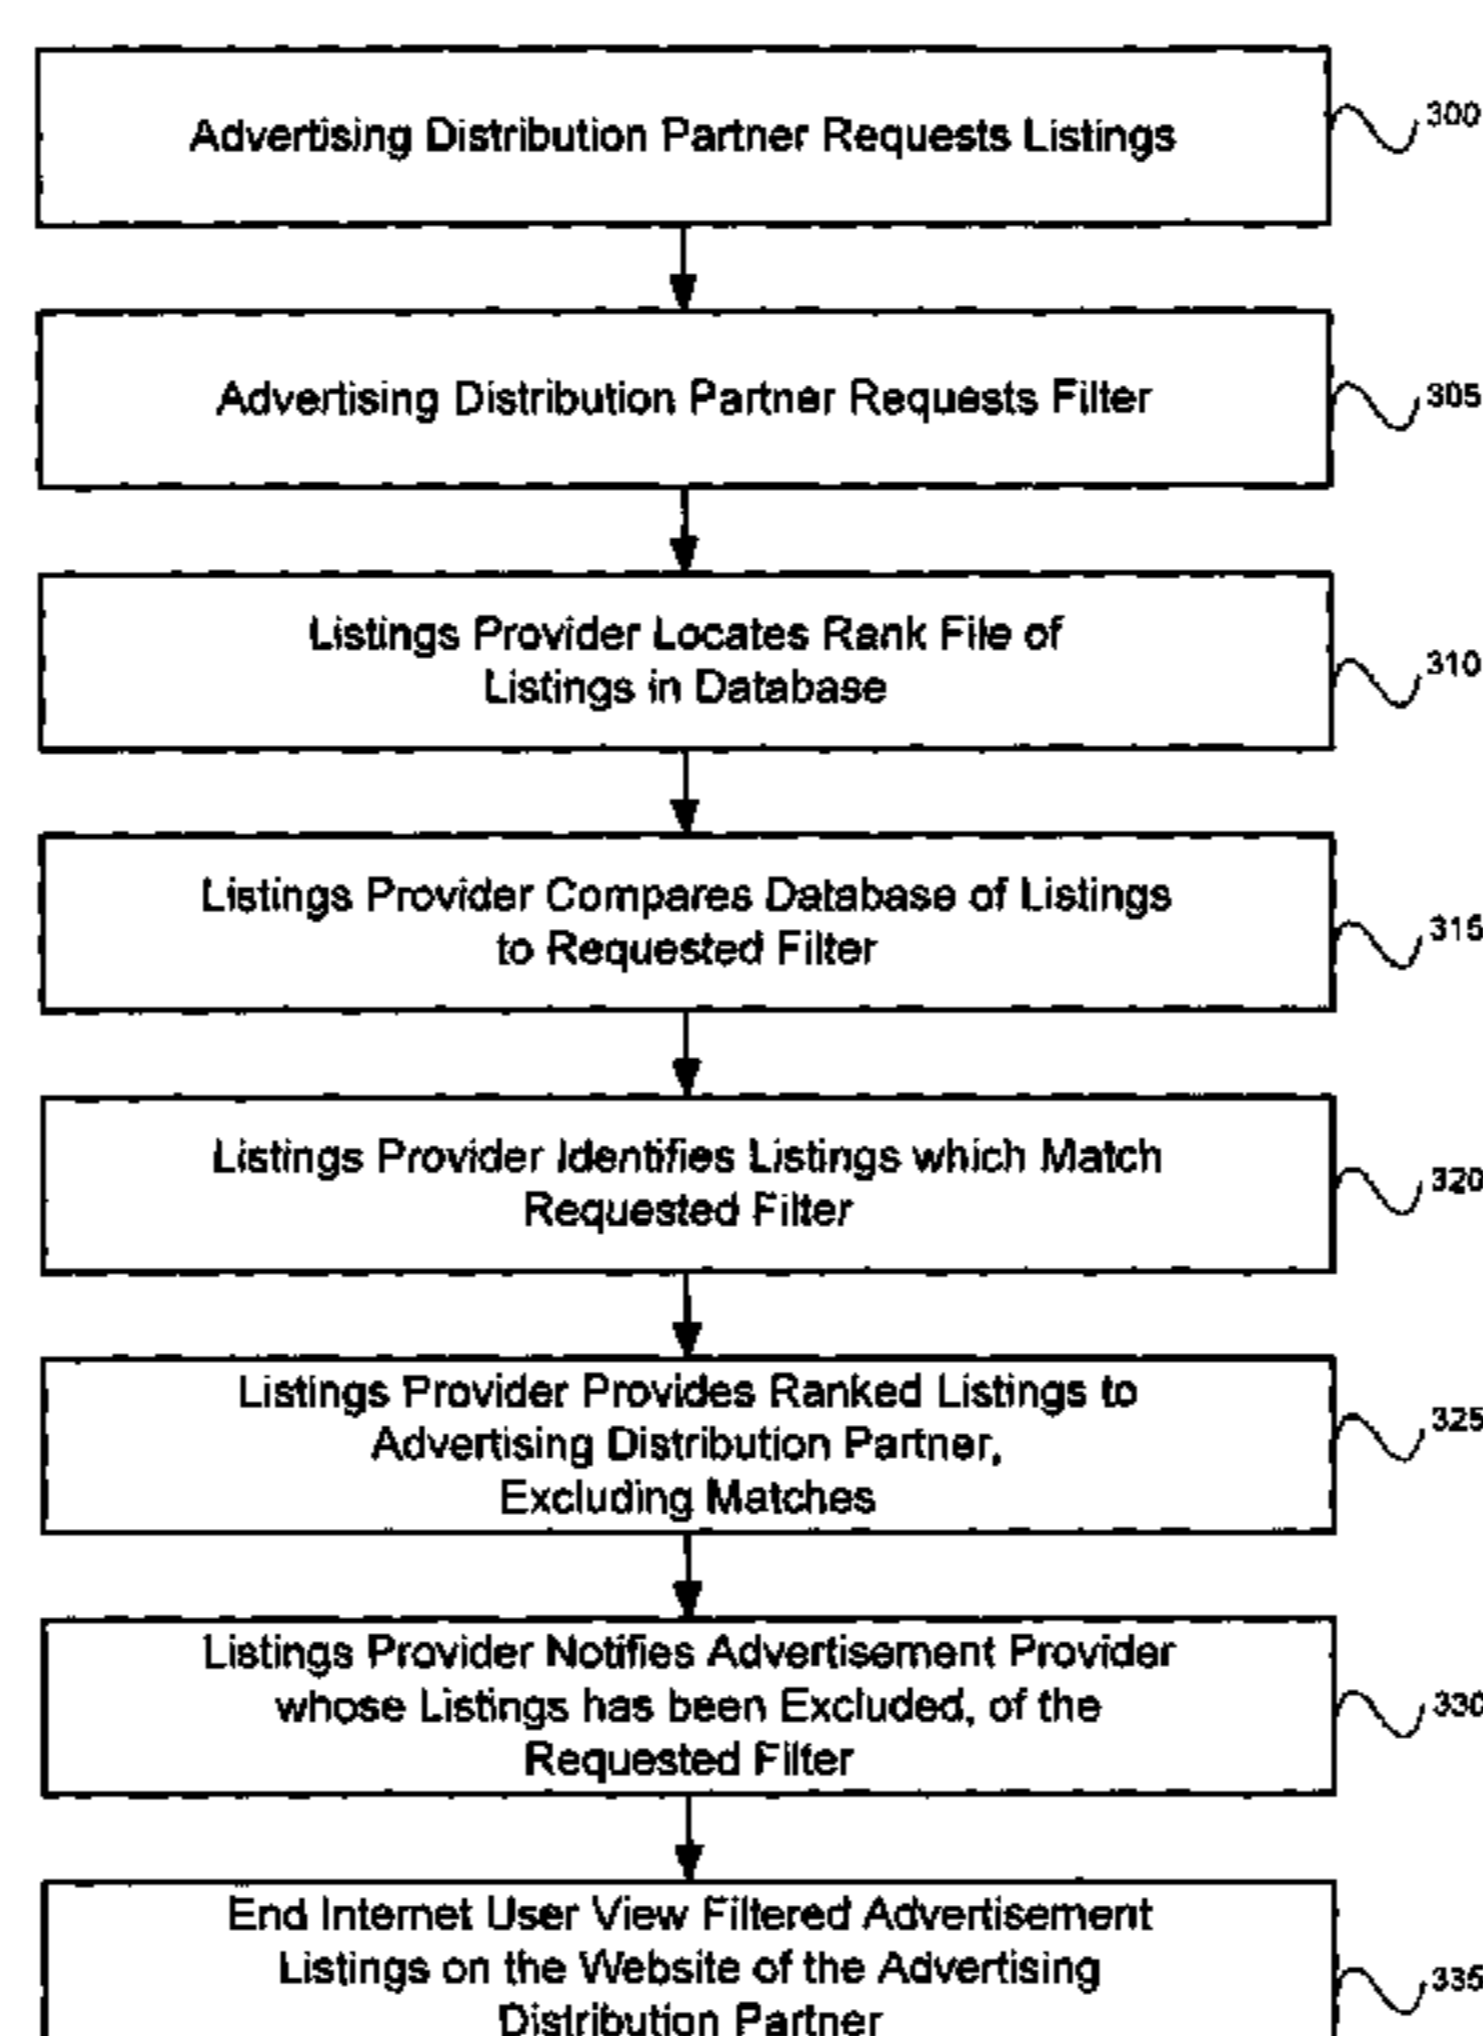 Advertising Distribution Partner Requests Listings
300
Advertising Distribution Partner Requests Filter
305
Listings Provider Locates Rank File of
Listings in Database
310
Listings Provider Compares Database of Listings
to Requested Filter
315
Listings Provider Identifies Listings which Match
Requested Filter
320
Listings Provider Provides Ranked Listings to
Advertising Distribution Partner,
Excluding Matches
325
Listings Provider Notifies Advertisement Provider
whose Listings has been Excluded, of the
Requested Filter
330
End Internet User View Filtered Advertisement
Listings on the Website of the Advertising
Distribution Partner
335